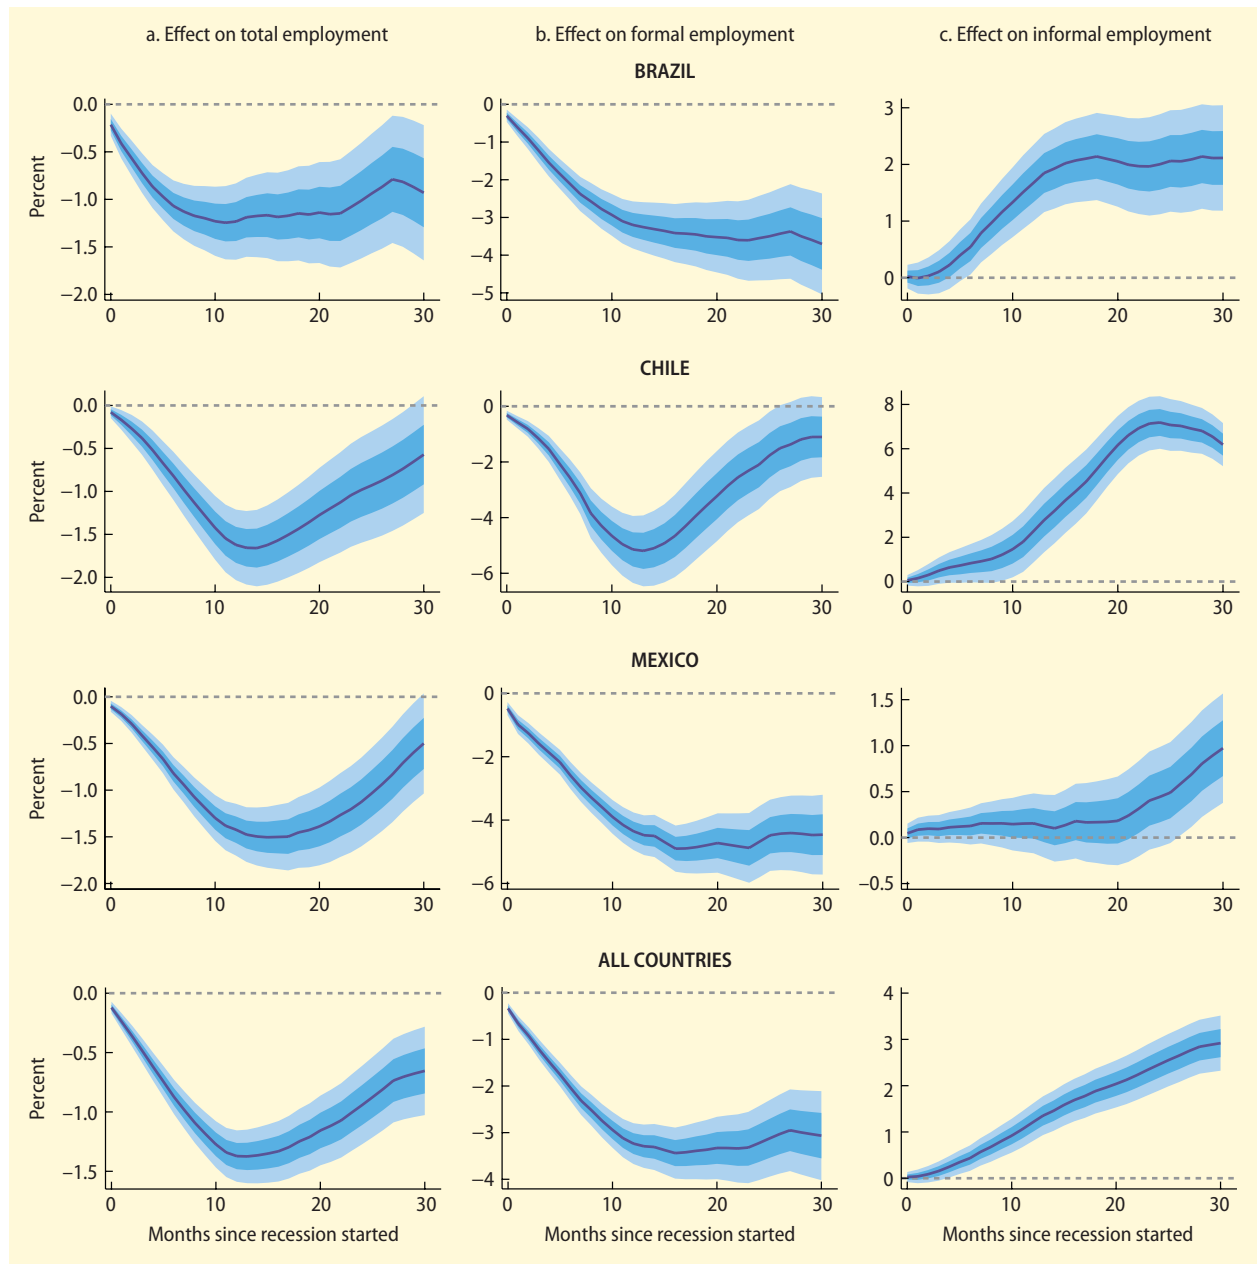 a. Effect on total employment
b. Effect on formal employment
c. Effect on informal employment
BRAZIL
Percent
0.0
−0.5
−1.0
−1.5
−2.0
0 10 20 30
0
−1
−2
−3
−4
−5
0 10 20 30
3
2
1
0
0 10 20 30
CHILE
Percent
0.0
−0.5
−1.0
−1.5
−2.0
0 10 20 30
0
−2
−4
−6
0 10 20 30
8
6
4
2
0
0 10 20 30
MEXICO
Percent
0.0
−0.5
−1.0
−1.5
−2.0
0 10 20 30
0
−2
−4
−6
0 10 20 30
1.5
1.0
0.5
0.0
−0.5
0 10 20 30
ALL COUNTRIES
Percent
0.0
−0.5
−1.0
−1.5
0 10 20 30
Months since recession started
0
−1
−2
−3
−4
0 10 20 30
Months since recession started
4
3
2
1
0
0 10 20 30
Months since recession started